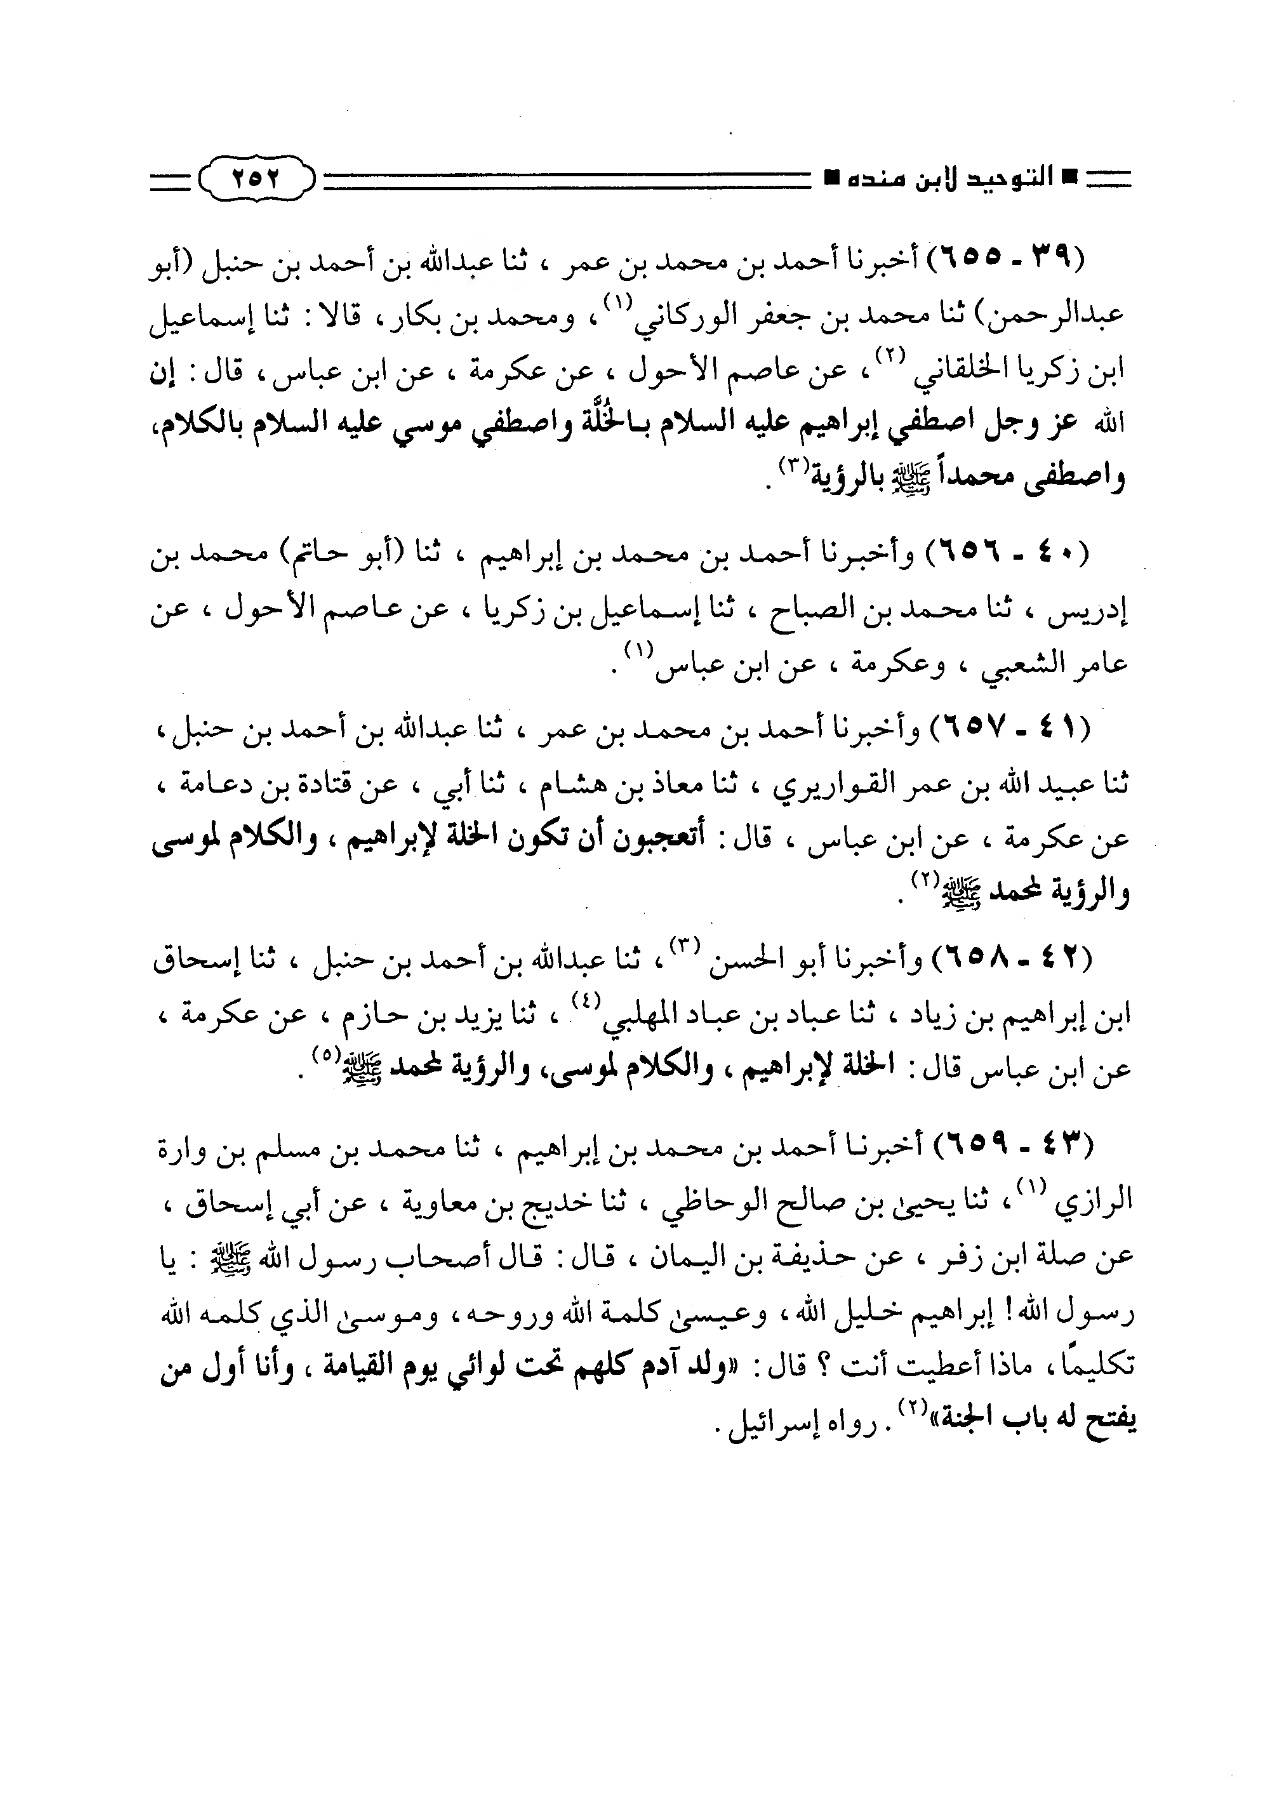 ■ التوحيد لابن منده ■ ٢٥٢
(٣٩ - ٦٥٥) أخبرنا أحمد بن محمد بن عمر ، ثنا عبدالله بن أحمد بن حنبل (أبو
عبدالرحمن) ثنا محمد بن جعفر الوركاني(١)، ومحمد بن بكار، قالا : ثنا إسماعيل
ابن زكريا الخلقاني (٢)، عن عاصم الأحول ، عن عكرمة ، عن ابن عباس، قال : إن
الله عز وجل اصطفي إبراهيم عليه السلام بالخُلَّة واصطفي موسي عليه السلام بالكلام،
واصطفى محمداً ﷺ بالرؤية(٣).
(٤٠ - ٦٥٦) وأخبرنا أحمد بن محمد بن إبراهيم ، ثنا (أبو حاتم) محمد بن
إدريس ، ثنا محمد بن الصباح ، ثنا إسماعيل بن زكريا ، عن عاصم الأحول ، عن
عامر الشعبي ، وعكرمة ، عن ابن عباس(١).
(٤١ - ٦٥٧) وأخبرنا أحمد بن محمد بن عمر ، ثنا عبدالله بن أحمد بن حنبل،
ثنا عبيد الله بن عمر القواريري ، ثنا معاذ بن هشام ، ثنا أبي ، عن قتادة بن دعامة ،
عن عكرمة ، عن ابن عباس ، قال : أتعجبون أن تكون الخلة لإبراهيم ، والكلام لموسى
والرؤية لمحمد ﷺ(٢).
(٤٢ - ٦٥٨) وأخبرنا أبو الحسن (٣)، ثنا عبدالله بن أحمد بن حنبل ، ثنا إسحاق
ابن إبراهيم بن زياد ، ثنا عباد بن عباد المهلبي(٤) ، ثنا يزيد بن حازم ، عن عكرمة ،
عن ابن عباس قال : الخلة لإبراهيم ، والكلام لموسى، والرؤية لمحمد ﷺ(٥).
(٤٣ - ٦٥٩) أخبرنا أحمد بن محمد بن إبراهيم ، ثنا محمد بن مسلم بن وارة
الرازي (١)، ثنا يحيىٰ بن صالح الوحاظي ، ثنا خديج بن معاوية ، عن أبي إسحاق ،
عن صلة ابن زفر ، عن حذيفة بن اليمان ، قال : قال أصحاب رسول الله ﷺ : يا
رسول الله! إبراهيم خليل الله، وعيسىٰ كلمة الله وروحه، وموسىٰ الذي كلمه الله
تكليمًا، ماذا أعطيت أنت ؟ قال : «ولد آدم كلهم تحت لوائي يوم القيامة ، وأنا أول من
يفتح له باب الجنة»(٢). رواه إسرائيل .